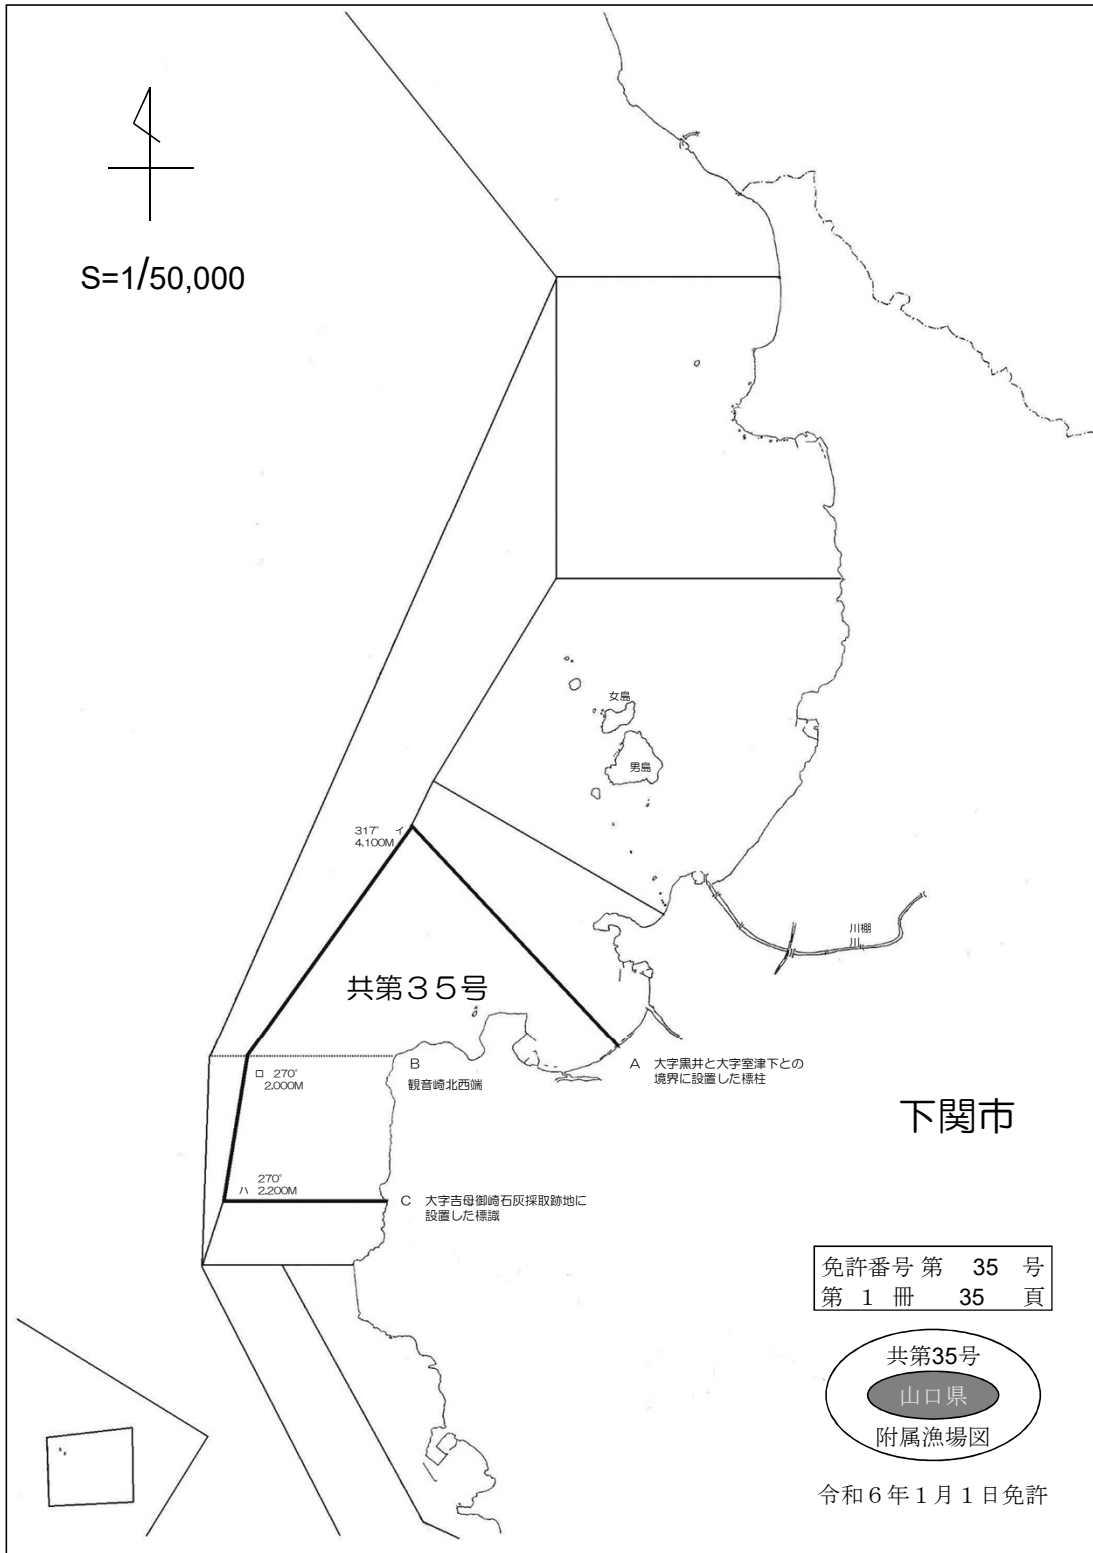 S=1/50,000
女島
男島
317° イ
4,100M
川棚
川
共第35号
B
観音崎北西端
A 大字黒井と大字室津下との
境界に設置した標柱
ロ 270°
2,000M
下関市
270°
ハ 2,200M
C 大字吉母御崎石灰採取跡地に
設置した標識
免許番号 第 35 号
第 1 冊 35 頁
共第35号
山口県
附属漁場図
令和6年1月1日免許